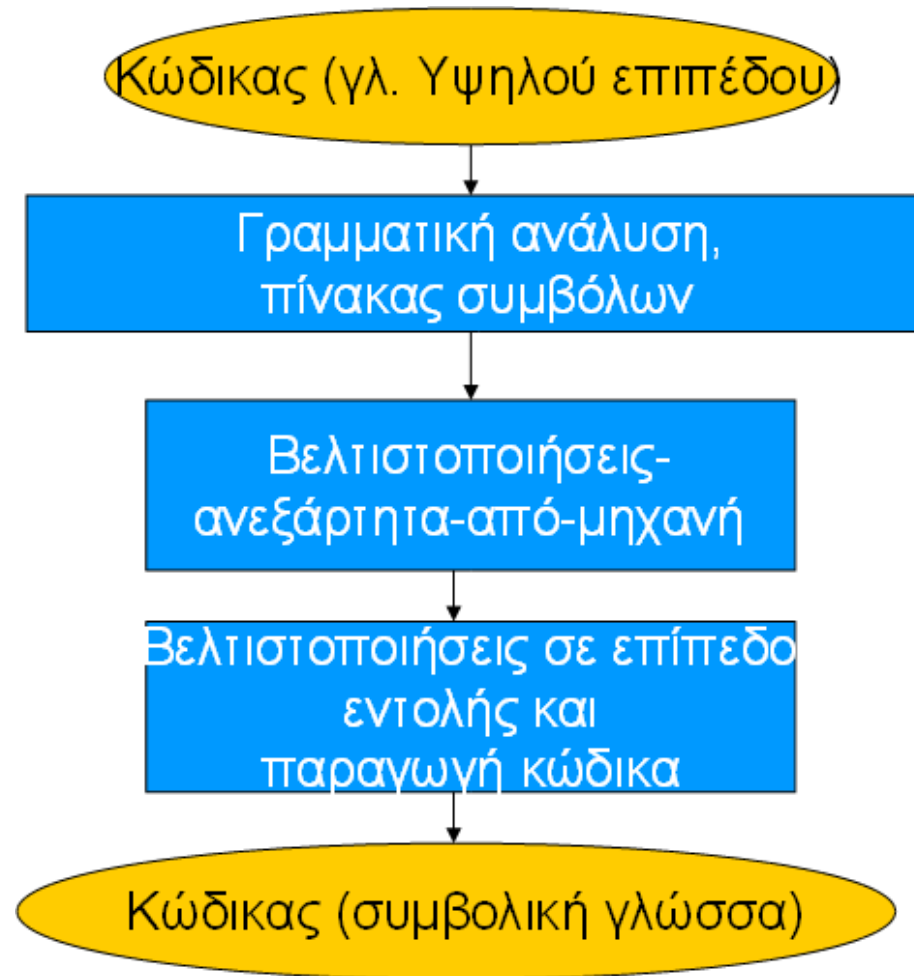 Κώδικας (γλ. Υψηλού επιπέδου)
Γραμματική ανάλυση,
πίνακας συμβόλων
Βελτιστοποιήσεις-
ανεξάρτητα-από-μηχανή
Βελτιστοποιήσεις σε επίπεδο
εντολής και
παραγωγή κώδικα
Κώδικας (συμβολική γλώσσα)